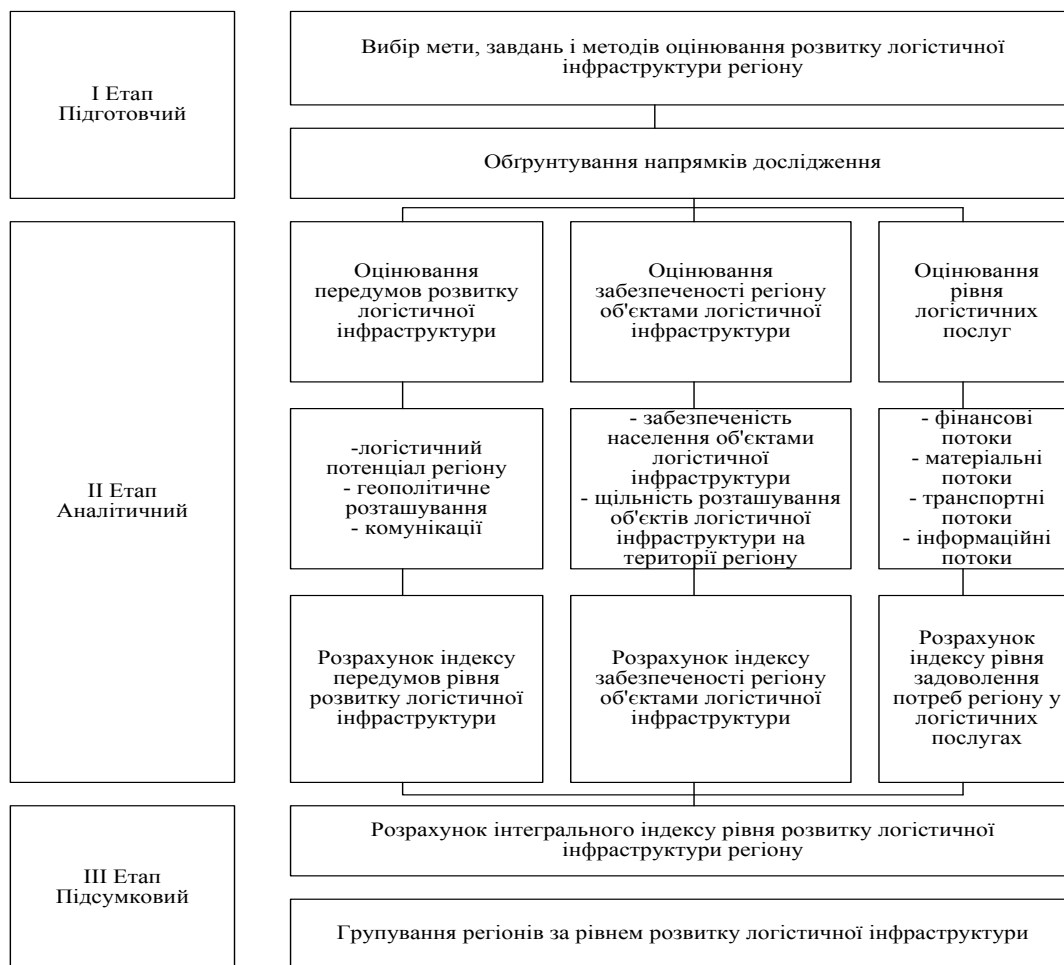 І Етап
Підготовчий
Вибір мети, завдань і методів оцінювання розвитку логістичної
інфраструктури регіону
Обґрунтування напрямків дослідження
ІІ Етап
Аналітичний
Оцінювання
передумов розвитку
логістичної
інфраструктури
Оцінювання
забезпеченості регіону
об'єктами логістичної
інфраструктури
Оцінювання
рівня
логістичних
послуг
-логістичний
потенціал регіону
- геополітичне
розташування
- комунікації
- забезпеченість
населення об'єктами
логістичної
інфраструктури
- щільність розташування
об'єктів логістичної
інфраструктури на
території регіону
- фінансові
потоки
- матеріальні
потоки
- транспортні
потоки
- інформаційні
потоки
Розрахунок індексу
передумов рівня
розвитку логістичної
інфраструктури
Розрахунок індексу
забезпеченості регіону
об'єктами логістичної
інфраструктури
Розрахунок
індексу рівня
задоволення
потреб регіону у
логістичних
послугах
ІІІ Етап
Підсумковий
Розрахунок інтегрального індексу рівня розвитку логістичної
інфраструктури регіону
Групування регіонів за рівнем розвитку логістичної інфраструктури